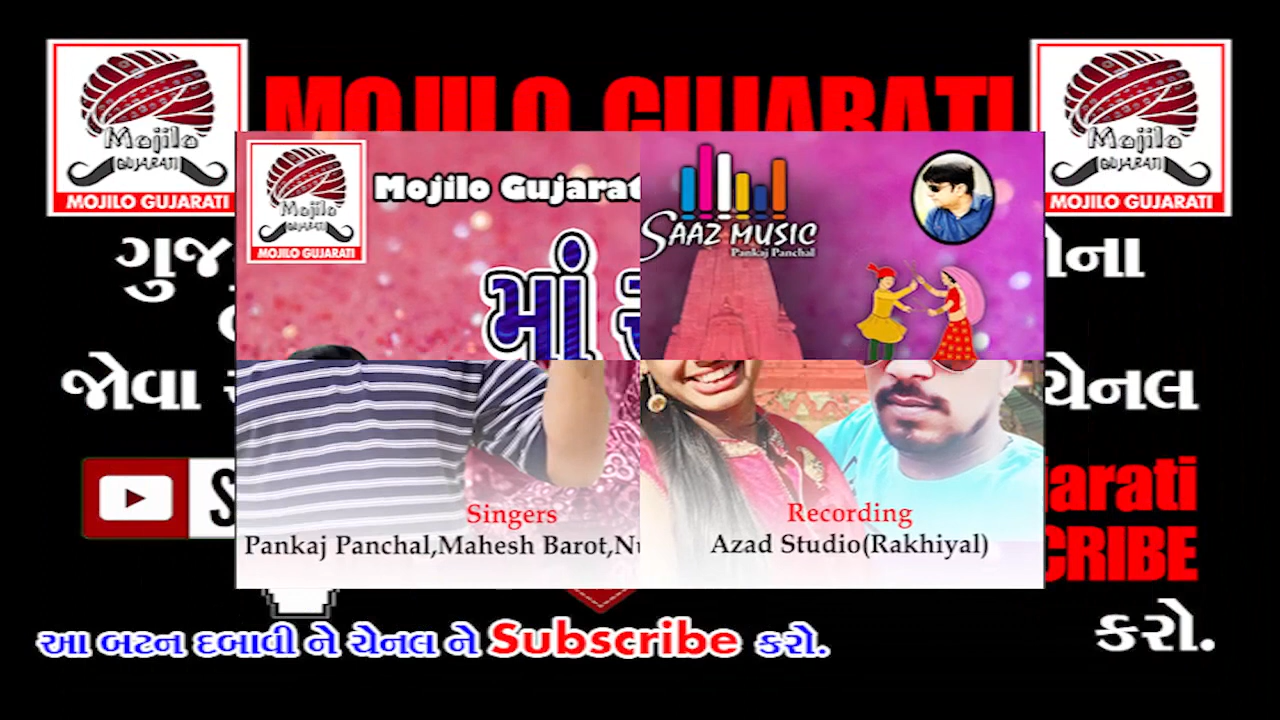 MOJILO GUJARATI
Mojilo
GUJARATI
MOJILO GUJARATI
Mojilo
GUJARATI
MOJILO GUJARATI
Mojilo
GUJARATI
MOJILO GUJARATI
Mojilo Gujarat
SAAZ MUSIC
Pankaj Panchal
માં
જોવા
ચેનલ
Singers
Pankaj Panchal,Mahesh Barot,Nu
Recording
Azad Studio(Rakhiyal)
jarati
CRIBE
આ બટન દબાવી ને ચેનલ ને Subscribe કરો.
કરો.